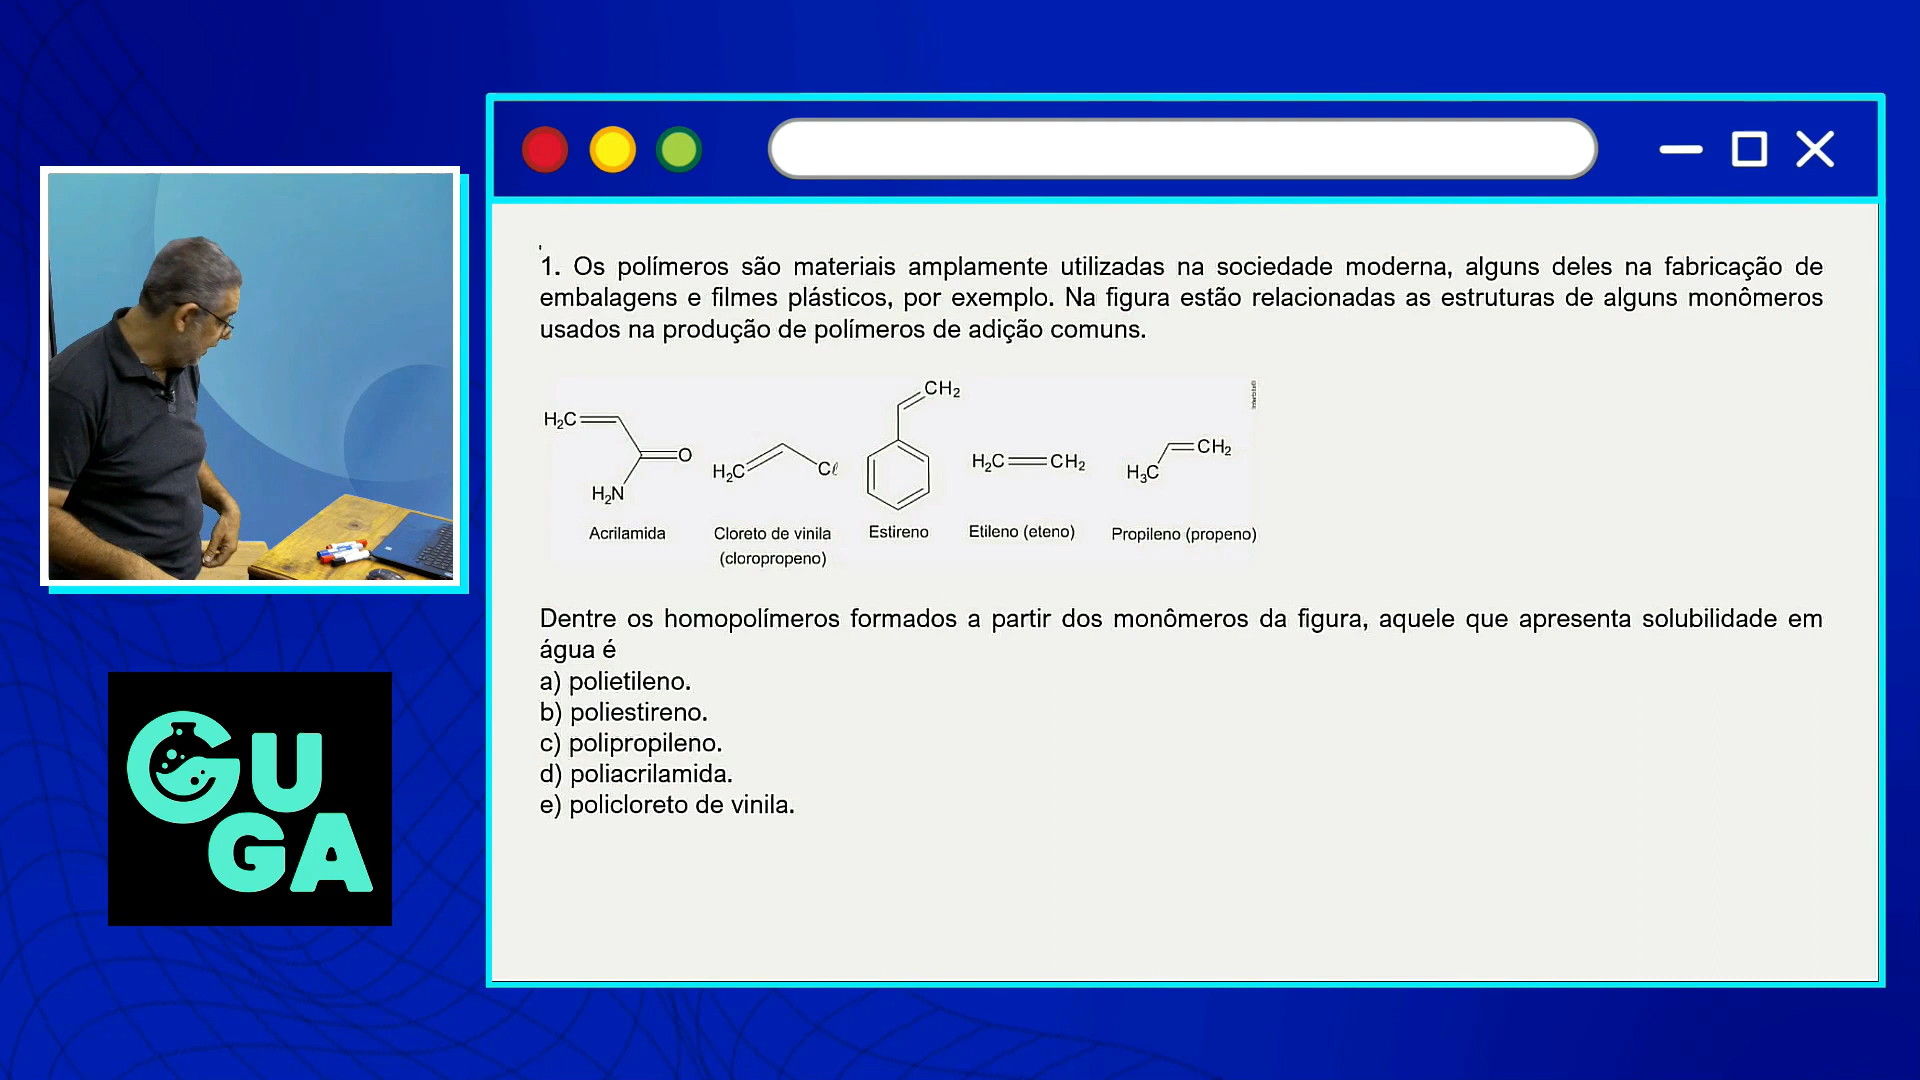 1. Os polímeros são materiais amplamente utilizadas na sociedade moderna, alguns deles na fabricação de
embalagens e filmes plásticos, por exemplo. Na figura estão relacionadas as estruturas de alguns monômeros
usados na produção de polímeros de adição comuns.
H₂C
O
H₂N
Acrilamida
H₂C
Cℓ
Cloreto de vinila
(cloropropeno)
CH₂
Estireno
H₂C CH₂
Etileno (eteno)
CH₂
H₃C
Propileno (propeno)
Dentre os homopolímeros formados a partir dos monômeros da figura, aquele que apresenta solubilidade em
água é
a) polietileno.
b) poliestireno.
c) polipropileno.
d) poliacrilamida.
e) policloreto de vinila.
GUGA